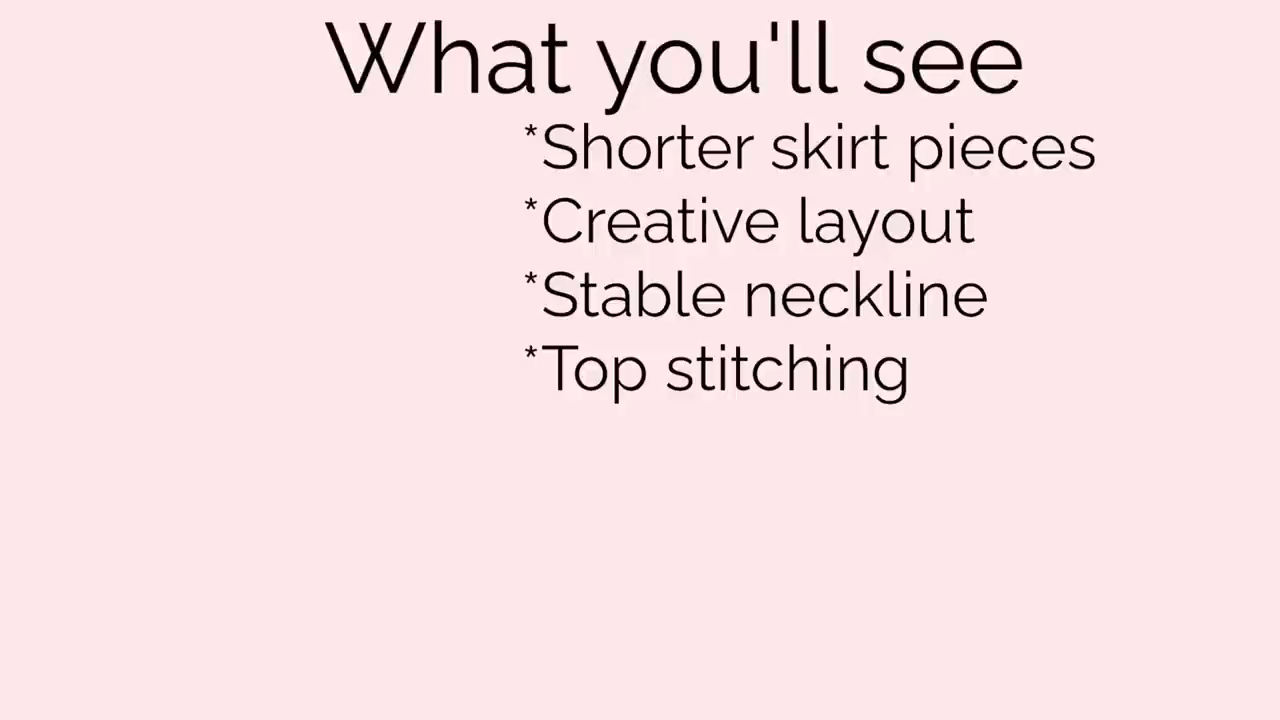 What you'll see
*Shorter skirt pieces
*Creative layout
*Stable neckline
*Top stitching